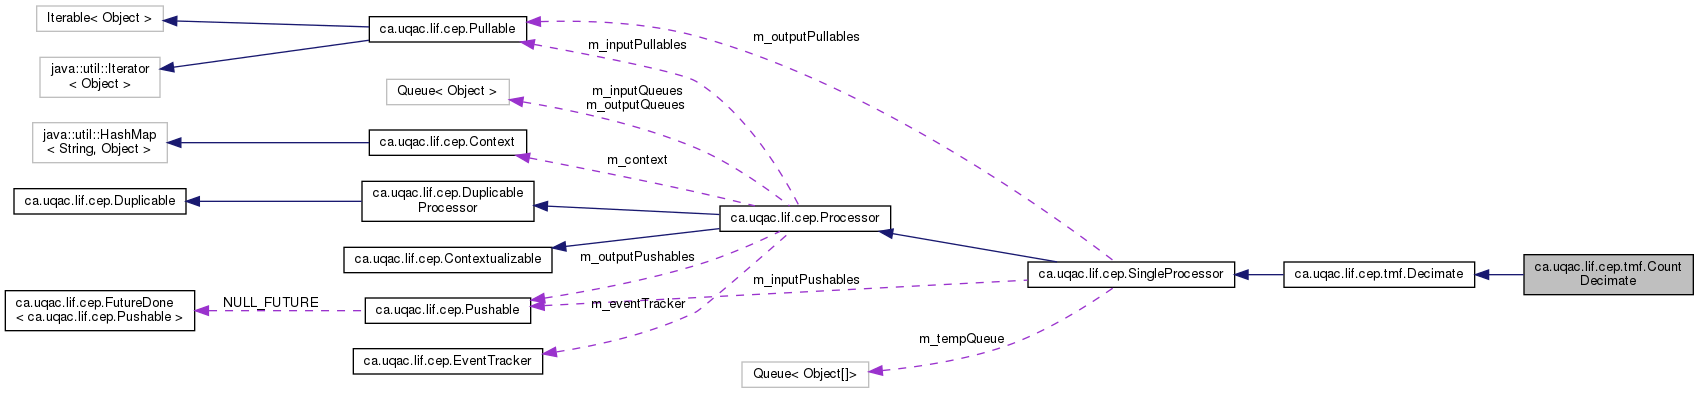 Iterable< Object >
ca.uqac.lif.cep.Pullable
m_outputPullables
m_inputPullables
java::util::Iterator
< Object >
Queue< Object >
m_inputQueues
m_outputQueues
java::util::HashMap
< String, Object >
ca.uqac.lif.cep.Context
m_context
ca.uqac.lif.cep.Duplicable
ca.uqac.lif.cep.Duplicable
Processor
ca.uqac.lif.cep.Processor
ca.uqac.lif.cep.Contextualizable
m_outputPushables
m_inputPushables
ca.uqac.lif.cep.SingleProcessor
ca.uqac.lif.cep.tmf.Decimate
ca.uqac.lif.cep.tmf.Count
Decimate
ca.uqac.lif.cep.FutureDone
< ca.uqac.lif.cep.Pushable >
NULL_FUTURE
ca.uqac.lif.cep.Pushable
m_eventTracker
ca.uqac.lif.cep.EventTracker
m_tempQueue
Queue< Object[]>